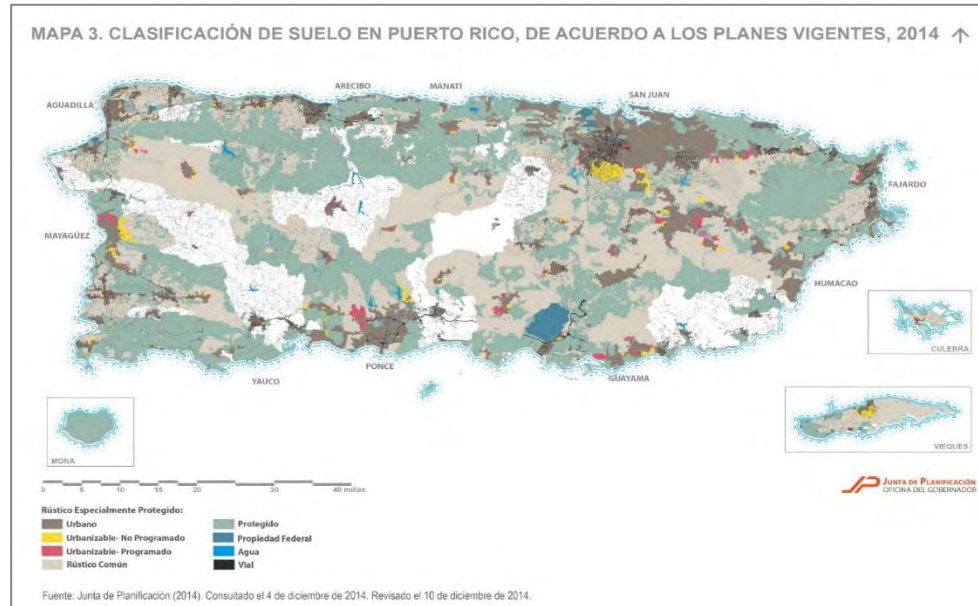 MAPA 3. CLASIFICACIÓN DE SUELO EN PUERTO RICO, DE ACUERDO A LOS PLANES VIGENTES, 2014
ARECIBO
MANATÍ
SAN JUAN
AGUADILLA
FAJARDO
MAYAGÜEZ
HUMACAO
CULEBRA
PONCE
GUAYAMA
YAUCO
VIEQUES
MONA
0 5 10 15 20 30 40 millas
JP JUNTA DE PLANIFICACIÓN
OFICINA DEL GOBERNADOR
Rústico Especialmente Protegido:
Urbano
Urbanizable- No Programado
Urbanizable- Programado
Rústico Común
Protegido
Propiedad Federal
Agua
Vial
Fuente: Junta de Planificación (2014). Consultado el 4 de diciembre de 2014. Revisado el 10 de diciembre de 2014.